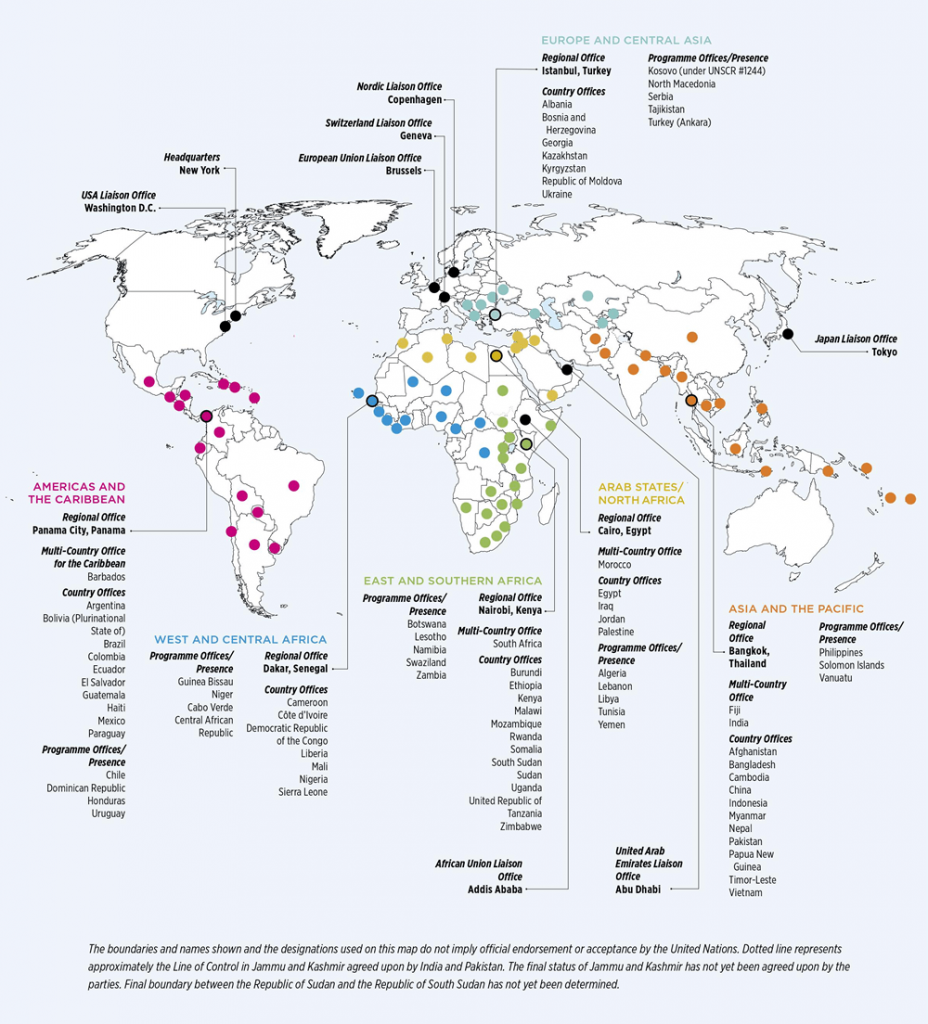 EUROPE AND CENTRAL ASIA
Regional Office
Istanbul, Turkey
Country Offices
Albania
Bosnia and
Herzegovina
Georgia
Kazakhstan
Kyrgyzstan
Republic of Moldova
Ukraine
Programme Offices/Presence
Kosovo (under UNSCR #1244)
North Macedonia
Serbia
Tajikistan
Turkey (Ankara)
Nordic Liaison Office
Copenhagen
Switzerland Liaison Office
Geneva
European Union Liaison Office
Brussels
Headquarters
New York
USA Liaison Office
Washington D.C.
Japan Liaison Office
Tokyo
AMERICAS AND
THE CARIBBEAN
Regional Office
Panama City, Panama
Multi-Country Office
for the Caribbean
Barbados
Country Offices
Argentina
Bolivia (Plurinational
State of)
Brazil
Colombia
Ecuador
El Salvador
Guatemala
Haiti
Mexico
Paraguay
Programme Offices/
Presence
Chile
Dominican Republic
Honduras
Uruguay
WEST AND CENTRAL AFRICA
Programme Offices/
Presence
Guinea Bissau
Niger
Cabo Verde
Central African
Republic
Regional Office
Dakar, Senegal
Country Offices
Cameroon
Côte d'Ivoire
Democratic Republic
of the Congo
Liberia
Mali
Nigeria
Sierra Leone
EAST AND SOUTHERN AFRICA
Programme Offices/
Presence
Botswana
Lesotho
Namibia
Swaziland
Zambia
Regional Office
Nairobi, Kenya
Multi-Country Office
South Africa
Country Offices
Burundi
Ethiopia
Kenya
Malawi
Mozambique
Rwanda
Somalia
South Sudan
Sudan
Uganda
United Republic of
Tanzania
Zimbabwe
African Union Liaison
Office
Addis Ababa
ARAB STATES/
NORTH AFRICA
Regional Office
Cairo, Egypt
Multi-Country Office
Morocco
Country Offices
Egypt
Iraq
Jordan
Palestine
Programme Offices/
Presence
Algeria
Lebanon
Libya
Tunisia
Yemen
United Arab
Emirates Liaison
Office
Abu Dhabi
ASIA AND THE PACIFIC
Regional
Office
Bangkok,
Thailand
Multi-Country
Office
Fiji
India
Country Offices
Afghanistan
Bangladesh
Cambodia
China
Indonesia
Myanmar
Nepal
Pakistan
Papua New
Guinea
Timor-Leste
Vietnam
Programme Offices/
Presence
Philippines
Solomon Islands
Vanuatu
The boundaries and names shown and the designations used on this map do not imply official endorsement or acceptance by the United Nations. Dotted line represents
approximately the Line of Control in Jammu and Kashmir agreed upon by India and Pakistan. The final status of Jammu and Kashmir has not yet been agreed upon by the
parties. Final boundary between the Republic of Sudan and the Republic of South Sudan has not yet been determined.